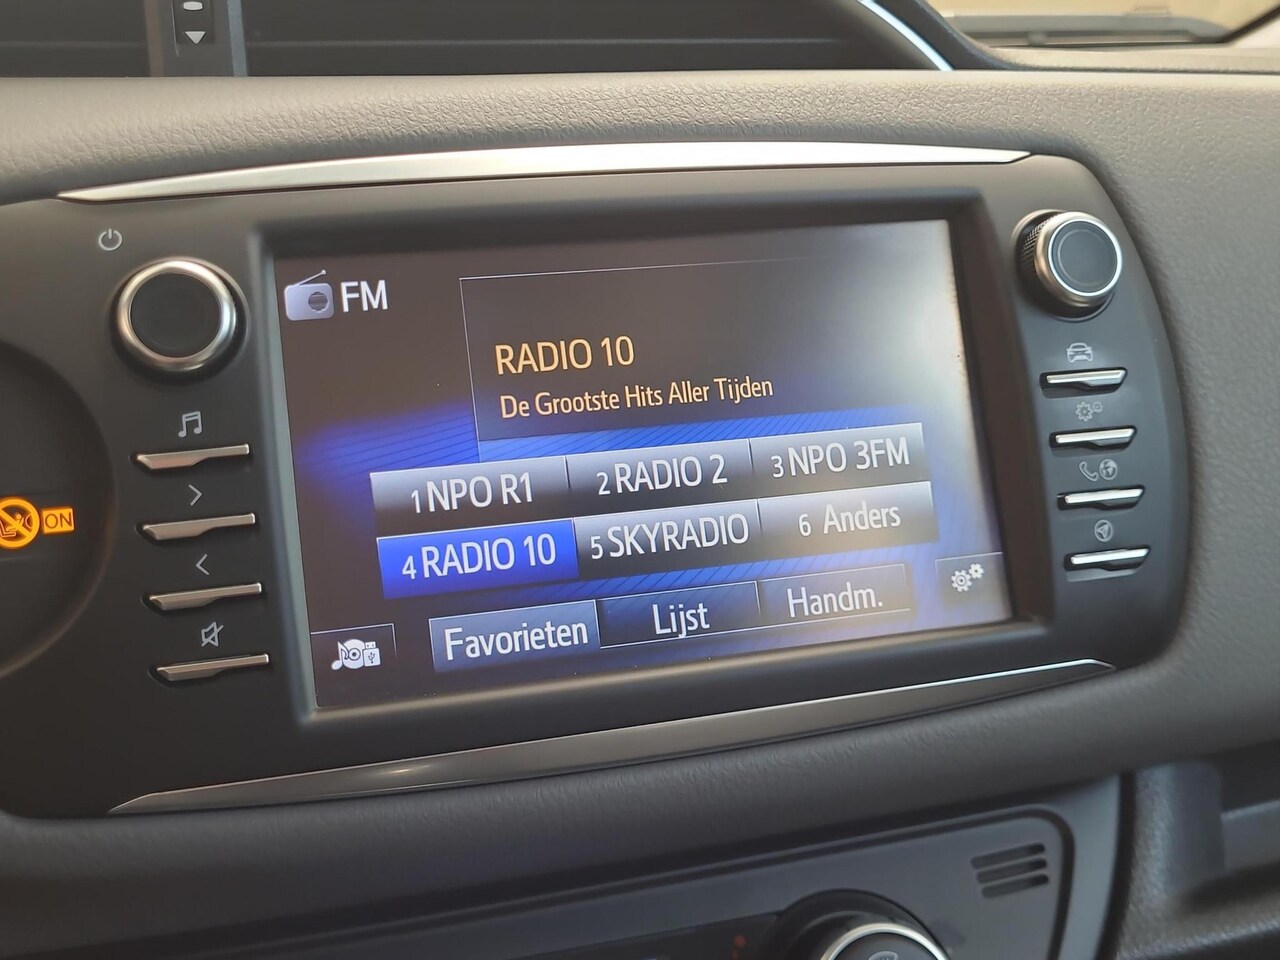 FM
RADIO 10
De Grootste Hits Aller Tijden
1 NPO R1
2 RADIO 2
3 NPO 3FM
4 RADIO 10
5 SKYRADIO
6 Anders
Favorieten
Lijst
Handm.
ON